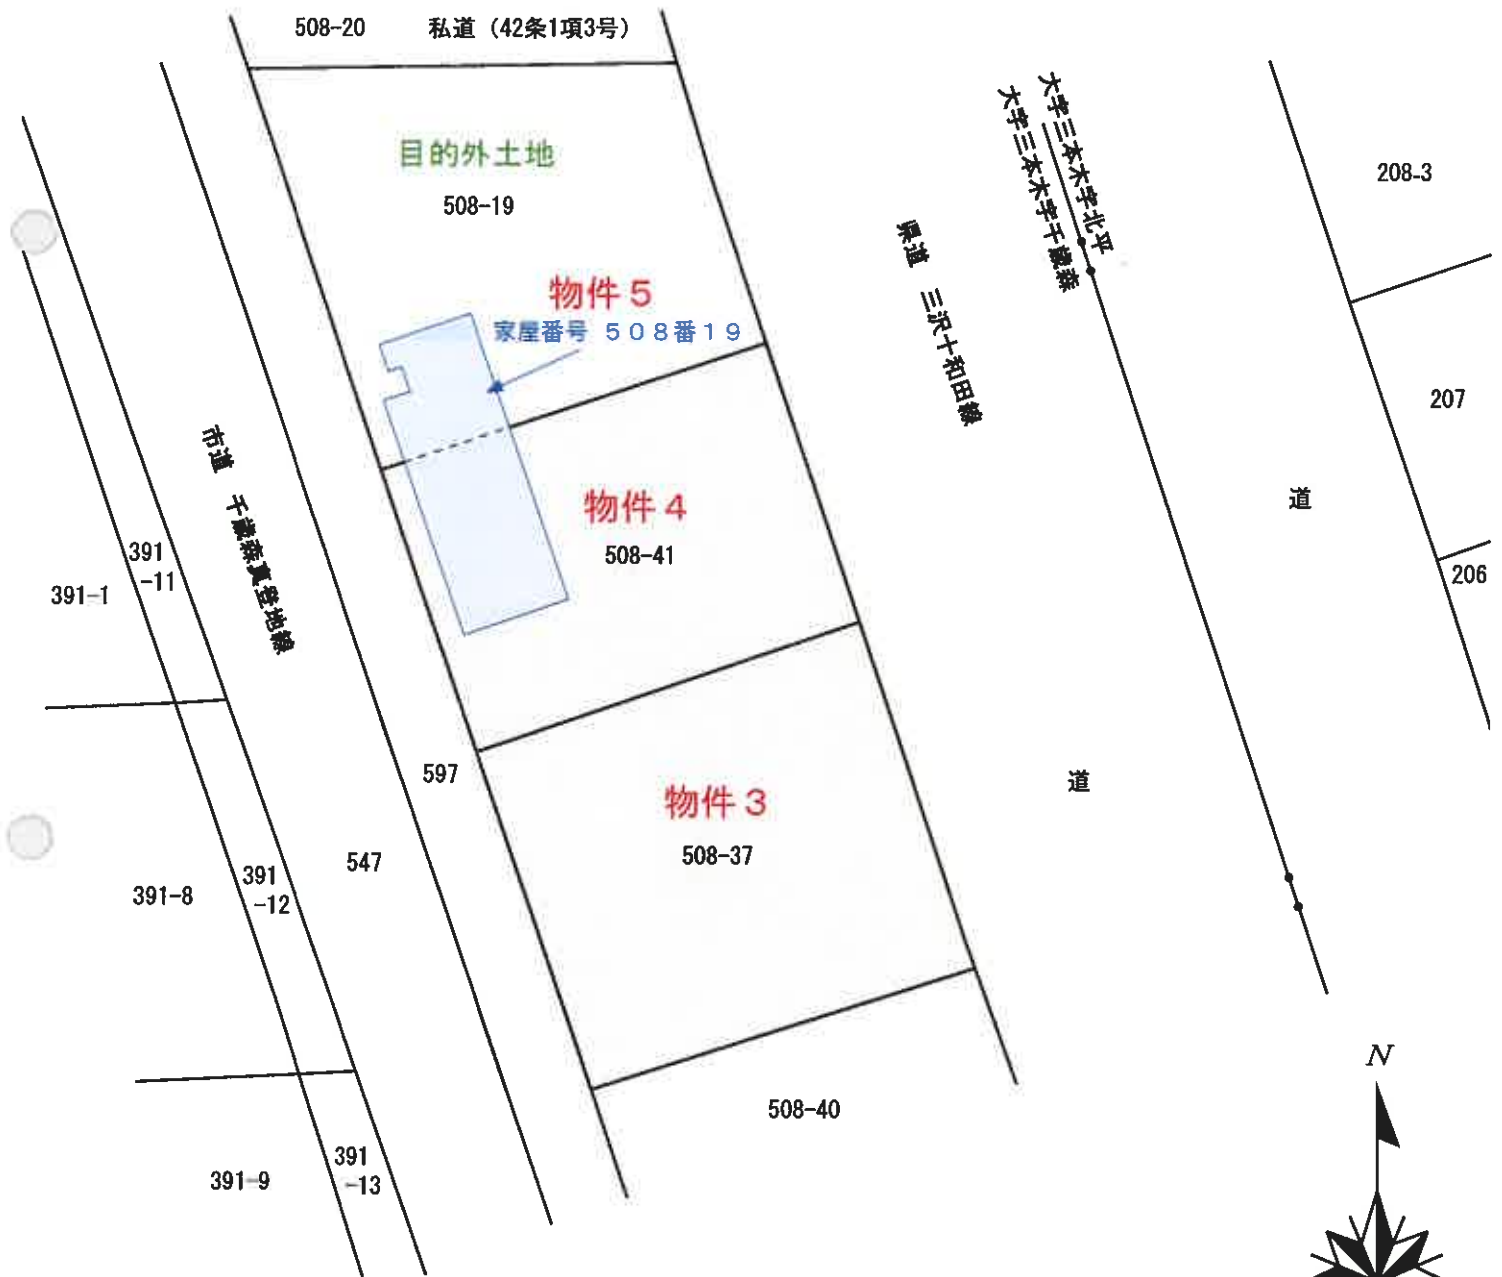 508-20 私道（42条1項3号）
目的外土地
508-19
物件５
家屋番号 ５０８番１９
物件４
508-41
物件３
508-37
508-40
市道 千歳森真登地線
597
547
391-1
391
-11
391-8
391
-12
391-9
391
-13
県道 三沢十和田線
大字三本木字北平
大字三本木字千歳森
道
道
208-3
207
206
N